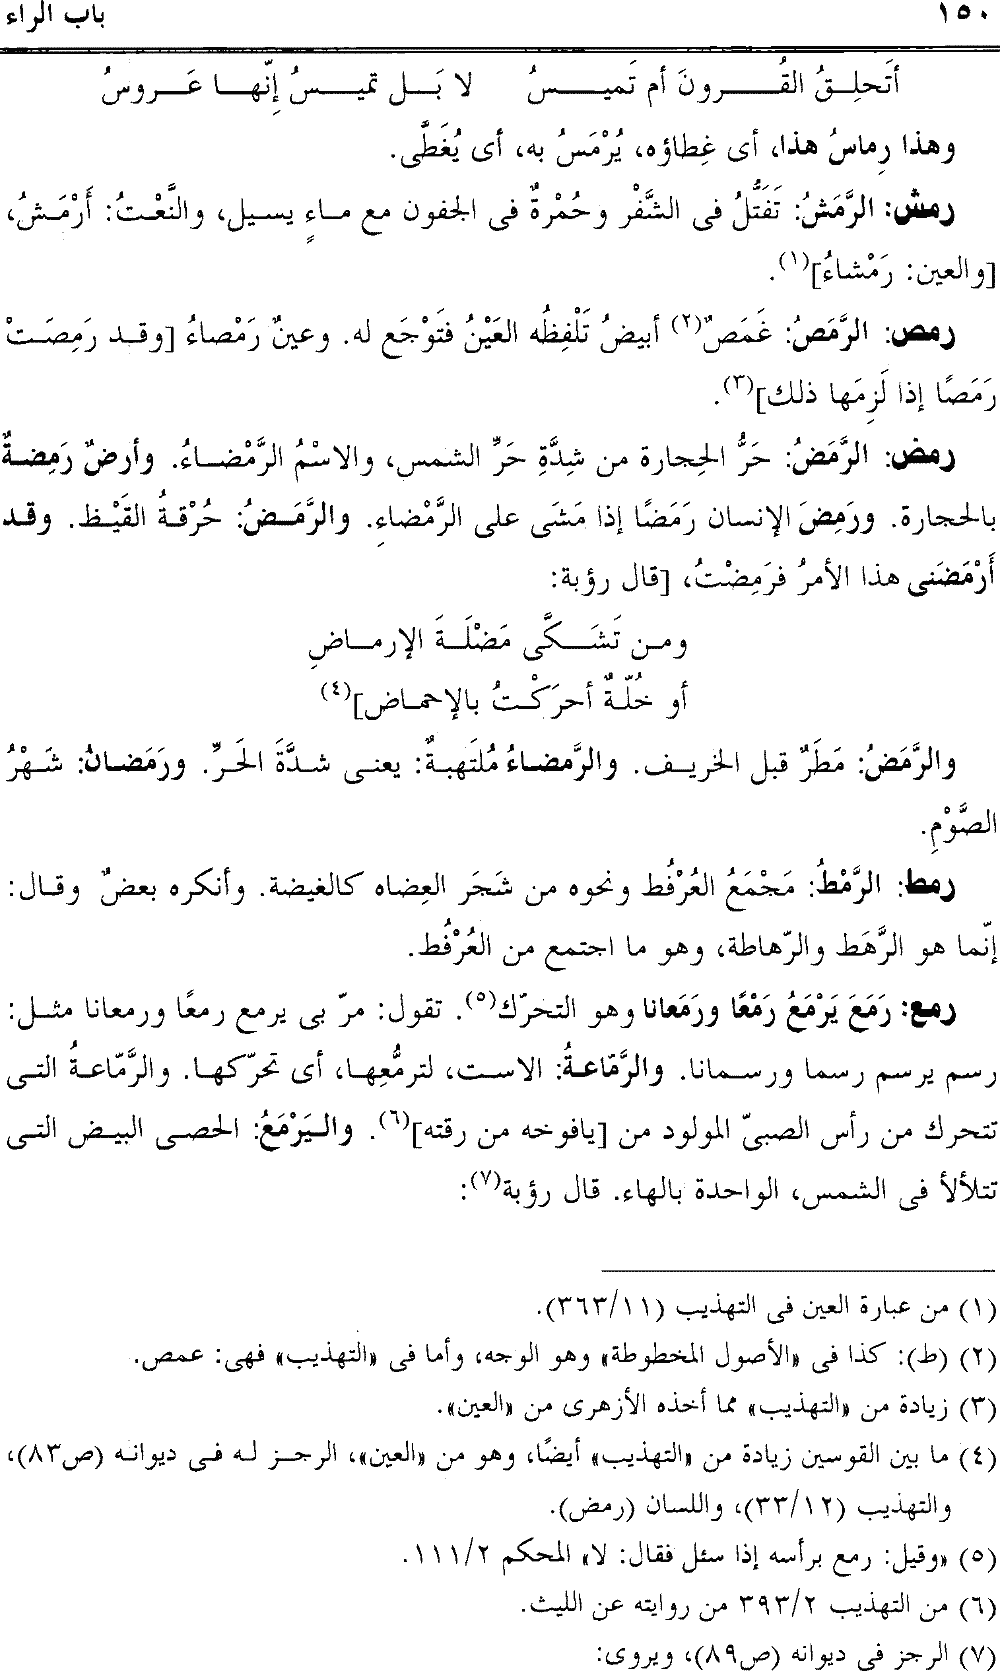 ١٥٠ باب الراء
أتَحلِقُ القُرونَ أم تَميسُ لا بَل تميسُ إنّها عَروسُ
وهذا رِماسُ هذا، أى غِطاؤه، يُرْمَسُ به، أى يُغَطَّى.
رمش: الرَّمَشُ: تَفَتُّلُ فى الشَّفْر وحُمْرةٌ فى الجفون مع ماءٍ يسيل، والنَّعْتُ: أَرْمَشُ،
[والعين: رَمْشاءُ](١).
رمص: الرَّمَصُ: غَمَصٌ(٢) أبيضُ تَلْفِظُه العَيْنُ فتَوْجَع له. وعينٌ رَمْصاءُ [وقد رَمِصَتْ
رَمَصًا إذا لَزِمَها ذلك](٣).
رمض: الرَّمَضُ: حَرُّ الحِجارة من شِدَّةِ حَرِّ الشمس، والاسْمُ الرَّمْضاءُ. وأرضٌ رَمِضةٌ
بالحجارة. ورَمِضَ الإنسان رَمَضًا إذا مَشَى على الرَّمْضاءِ. والرَّمَضُ: حُرْقةُ القَيْظ. وقد
أَرْمَضَنى هذا الأمرُ فرَمِضْتُ، [قال رؤبة:
ومن تَشَكَّى مَضْلَةَ الإرماضِ
أو خُلّةٌ أحرَكْتُ بالإحماض](٤)
والرَّمَضُ: مَطَرٌ قبل الخريف. والرَّمضاءُ مُلتَهبةٌ: يعنى شدَّةَ الحَرِّ. ورَمَضانُ: شَهْرُ
الصَّوْمِ.
رمط: الرَّمْطُ: مَجْمَعُ العُرْفُط ونحوه من شَجَر العِضاه كالغيضة. وأنكره بعضٌ وقال:
إنّما هو الرَّهَط والرّهاطة، وهو ما اجتمع من العُرْفُط.
رمع: رَمَعَ يَرْمَعُ رَمْعًا ورَمَعانا وهو التحرّك(٥). تقول: مرّ بى يرمع رمعًا ورمعانا مثل:
رسم يرسم رسما ورسمانا. والرَّمّاعةُ: الاست، لترمُّعِها، أى تحرّكها. والرَّمّاعةُ التى
تتحرك من رأس الصبىّ المولود من [يافوخه من رقته](٦). واليَرْمَعُ: الحصى البيض التى
تتلألأ فى الشمس، الواحدة بالهاء. قال رؤبة(٧):
(١) من عبارة العين فى التهذيب (٣٦٣/١١).
(٢) (ط): كذا فى «الأصول المخطوطة» وهو الوجه، وأما فى «التهذيب» فهى: عمص.
(٣) زيادة من «التهذيب» مما أخذه الأزهرى من «العين».
(٤) ما بين القوسين زيادة من «التهذيب» أيضًا، وهو من «العين»، الرجز له فى ديوانه (ص٨٣)،
والتهذيب (٣٣/١٢)، واللسان (رمض).
(٥) «وقيل: رمع برأسه إذا سئل فقال: لا» المحكم ١١١/٢.
(٦) من التهذيب ٣٩٣/٢ من روايته عن الليث.
(٧) الرجز فى ديوانه (ص٨٩)، ويروى: